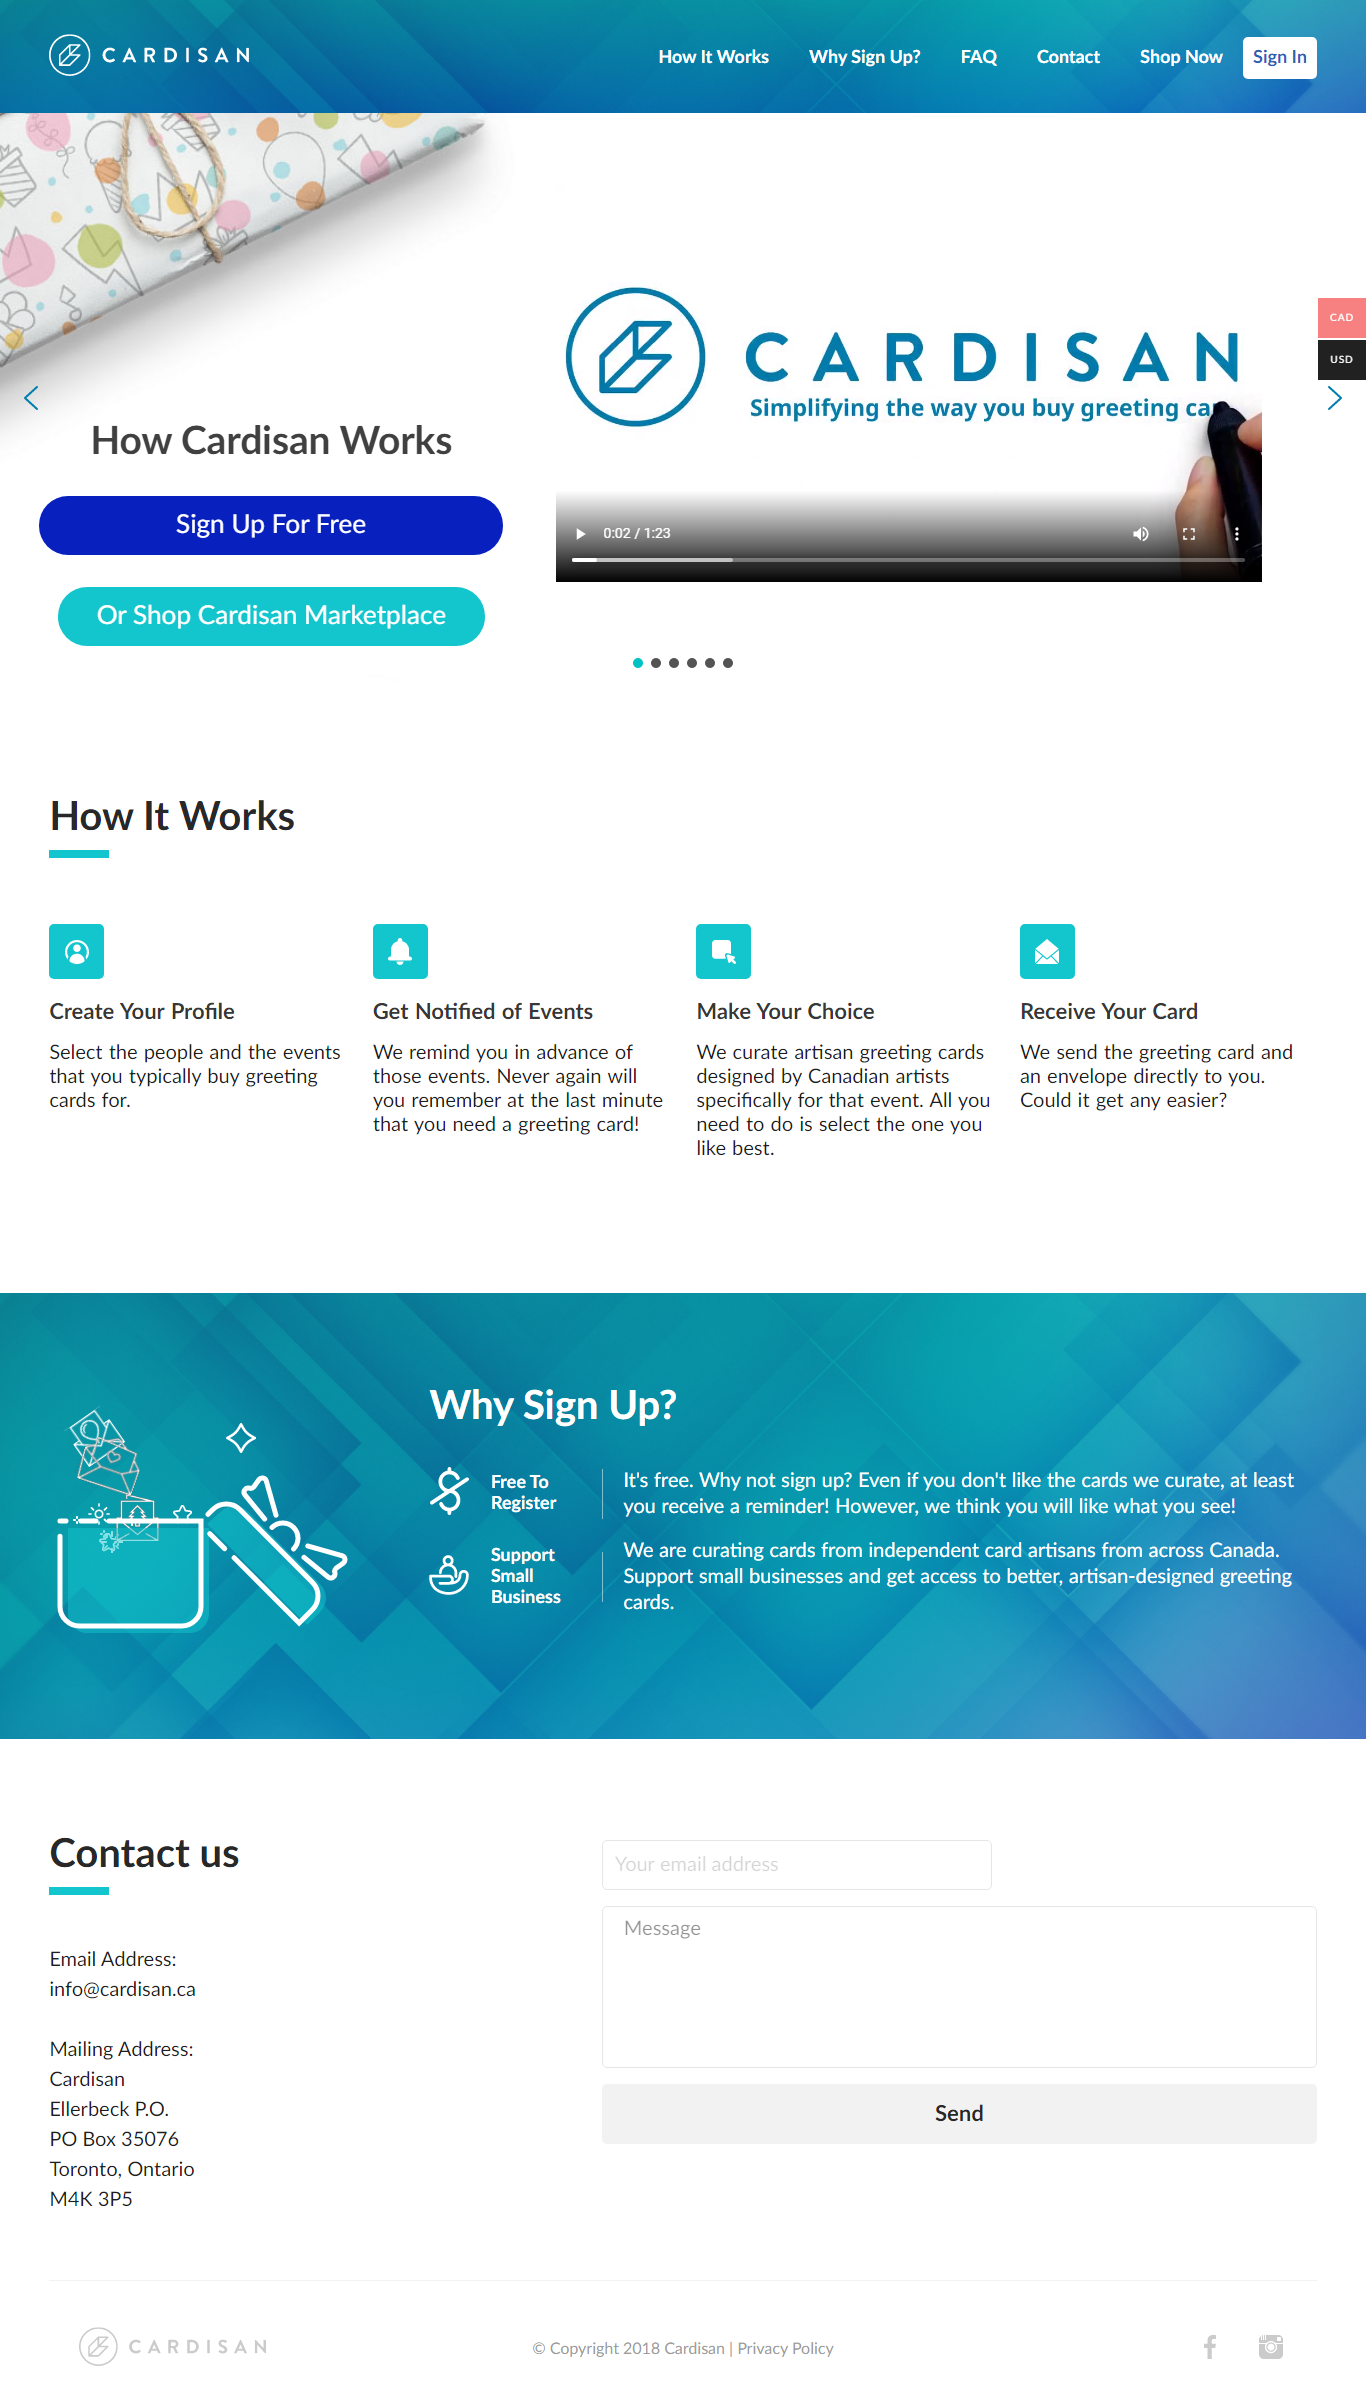 CARDISAN
How It Works
Why Sign Up?
FAQ
Contact
Shop Now
Sign In
CARDISAN
Simplifying the way you buy greeting
CAD
USD
How Cardisan Works
Sign Up For Free
Or Shop Cardisan Marketplace
0:02 / 1:23
How It Works
Create Your Profile
Select the people and the events
that you typically buy greeting
cards for.
Get Notified of Events
We remind you in advance of
those events. Never again will
you remember at the last minute
that you need a greeting card!
Make Your Choice
We curate artisan greeting cards
designed by Canadian artists
specifically for that event. All you
need to do is select the one you
like best.
Receive Your Card
We send the greeting card and
an envelope directly to you.
Could it get any easier?
Why Sign Up?
Free To
Register
It's free. Why not sign up? Even if you don't like the cards we curate, at least
you receive a reminder! However, we think you will like what you see!
Support
Small
Business
We are curating cards from independent card artisans from across Canada.
Support small businesses and get access to better, artisan-designed greeting
cards.
Contact us
Email Address:
info@cardisan.ca
Mailing Address:
Cardisan
Ellerbeck P.O.
PO Box 35076
Toronto, Ontario
M4K 3P5
Your email address
Message
Send
CARDISAN
© Copyright 2018 Cardisan | Privacy Policy